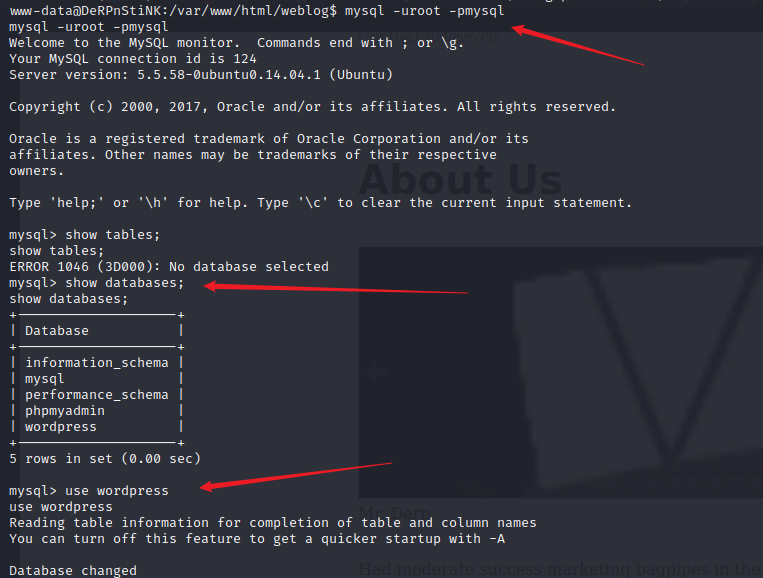 www-data@DeRPnStiNK:/var/www/html/weblog$ mysql -uroot -pmysql
mysql -uroot -pmysql
Welcome to the MySQL monitor.  Commands end with ; or \g.
Your MySQL connection id is 124
Server version: 5.5.58-0ubuntu0.14.04.1 (Ubuntu)

Copyright (c) 2000, 2017, Oracle and/or its affiliates. All rights reserved.

Oracle is a registered trademark of Oracle Corporation and/or its
affiliates. Other names may be trademarks of their respective
owners.

About Us
Type 'help;' or '\h' for help. Type '\c' to clear the current input statement.

mysql> show tables;
show tables;
ERROR 1046 (3D000): No database selected
mysql> show databases;
show databases;
+--------------------+
| Database           |
+--------------------+
| information_schema |
| mysql              |
| performance_schema |
| phpmyadmin         |
| wordpress          |
+--------------------+
5 rows in set (0.00 sec)

mysql> use wordpress
use wordpress
Mr. Derp
Reading table information for completion of table and column names
You can turn off this feature to get a quicker startup with -A

Database changed
Had moderate success marketing bagpipes in the